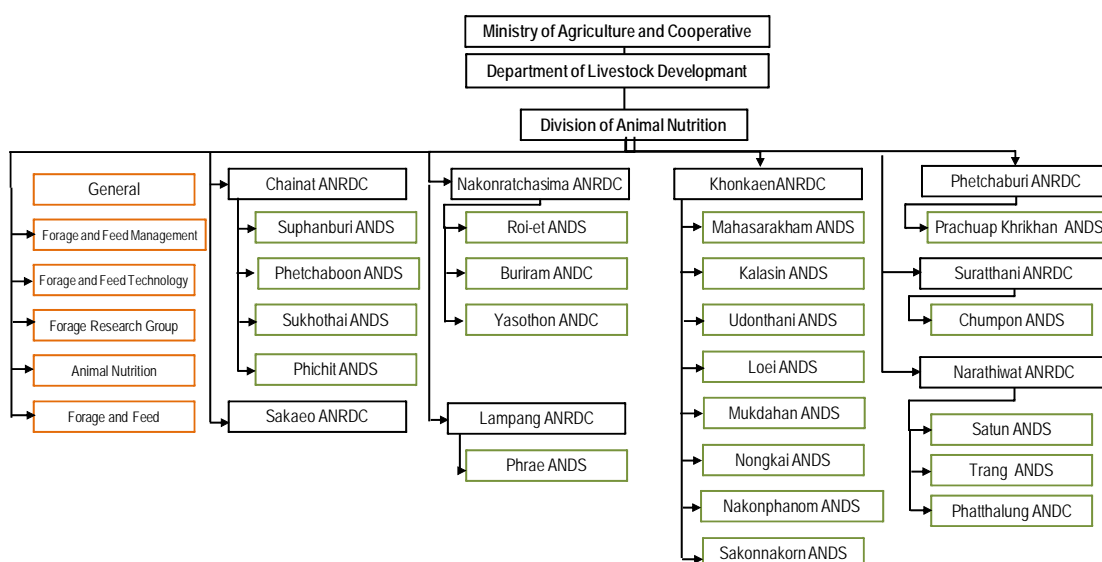 Ministry of Agriculture and Cooperative
Department of Livestock Developmant
Division of Animal Nutrition
General
Forage and Feed Management
Forage and Feed Technology
Forage Research Group
Animal Nutrition
Forage and Feed
Chainat ANRDC
Suphanburi ANDS
Phetchaboon ANDS
Sukhothai ANDS
Phichit ANDS
Sakaeo ANRDC
Nakonratchasima ANRDC
Roi-et ANDS
Buriram ANDC
Yasothon ANDC
Lampang ANRDC
Phrae ANDS
KhonkaenANRDC
Mahasarakham ANDS
Kalasin ANDS
Udonthani ANDS
Loei ANDS
Mukdahan ANDS
Nongkai ANDS
Nakonphanom ANDS
Sakonnakorn ANDS
Phetchaburi ANRDC
Prachuap Khrikhan ANDS
Suratthani ANRDC
Chumpon ANDS
Narathiwat ANRDC
Satun ANDS
Trang ANDS
Phatthalung ANDC